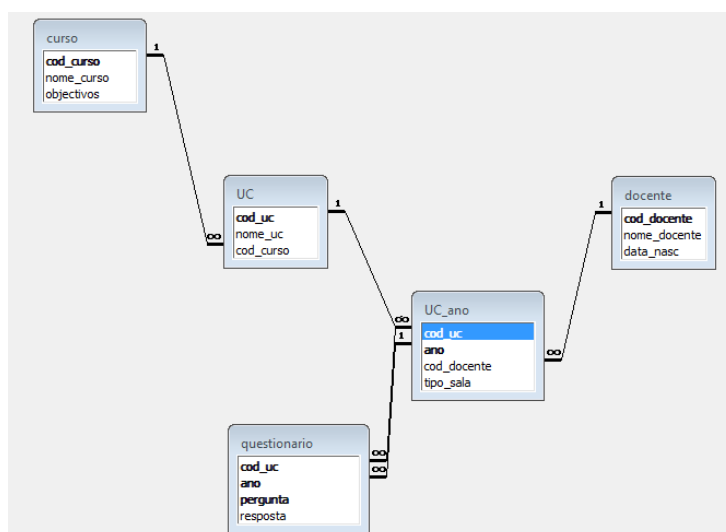 curso
cod_curso
nome_curso
objectivos
1
UC
cod_uc
nome_uc
cod_curso
∞
1
docente
cod_docente
nome_docente
data_nasc
1
UC_ano
cod_uc
ano
cod_docente
tipo_sala
∞
1
∞
questionario
cod_uc
ano
pergunta
resposta
∞
∞